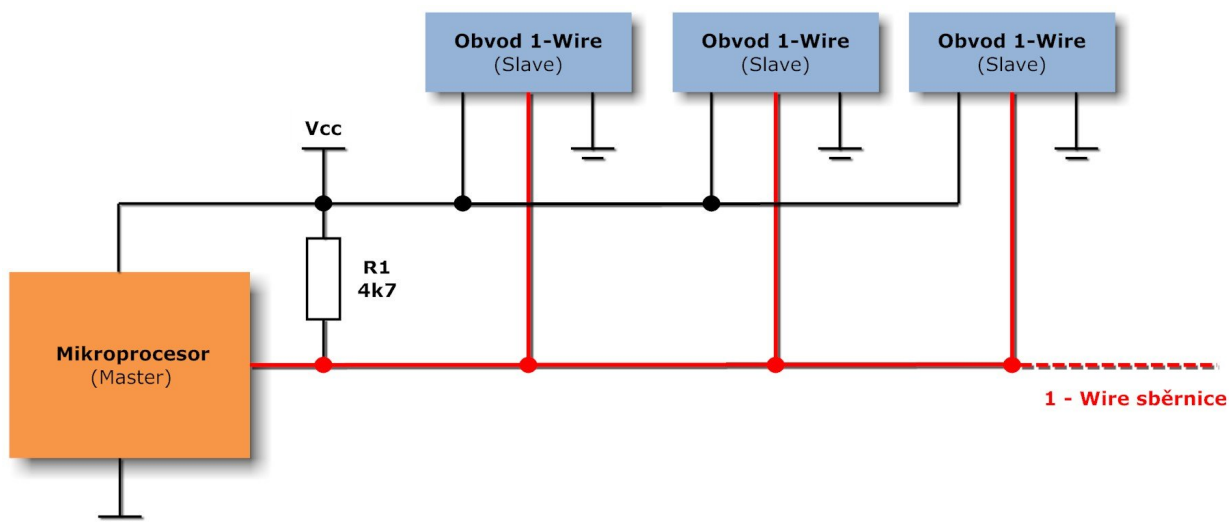 Obvod 1-Wire
(Slave)
Obvod 1-Wire
(Slave)
Obvod 1-Wire
(Slave)
Vcc
R1
4k7
Mikroprocesor
(Master)
1 - Wire sběrnice